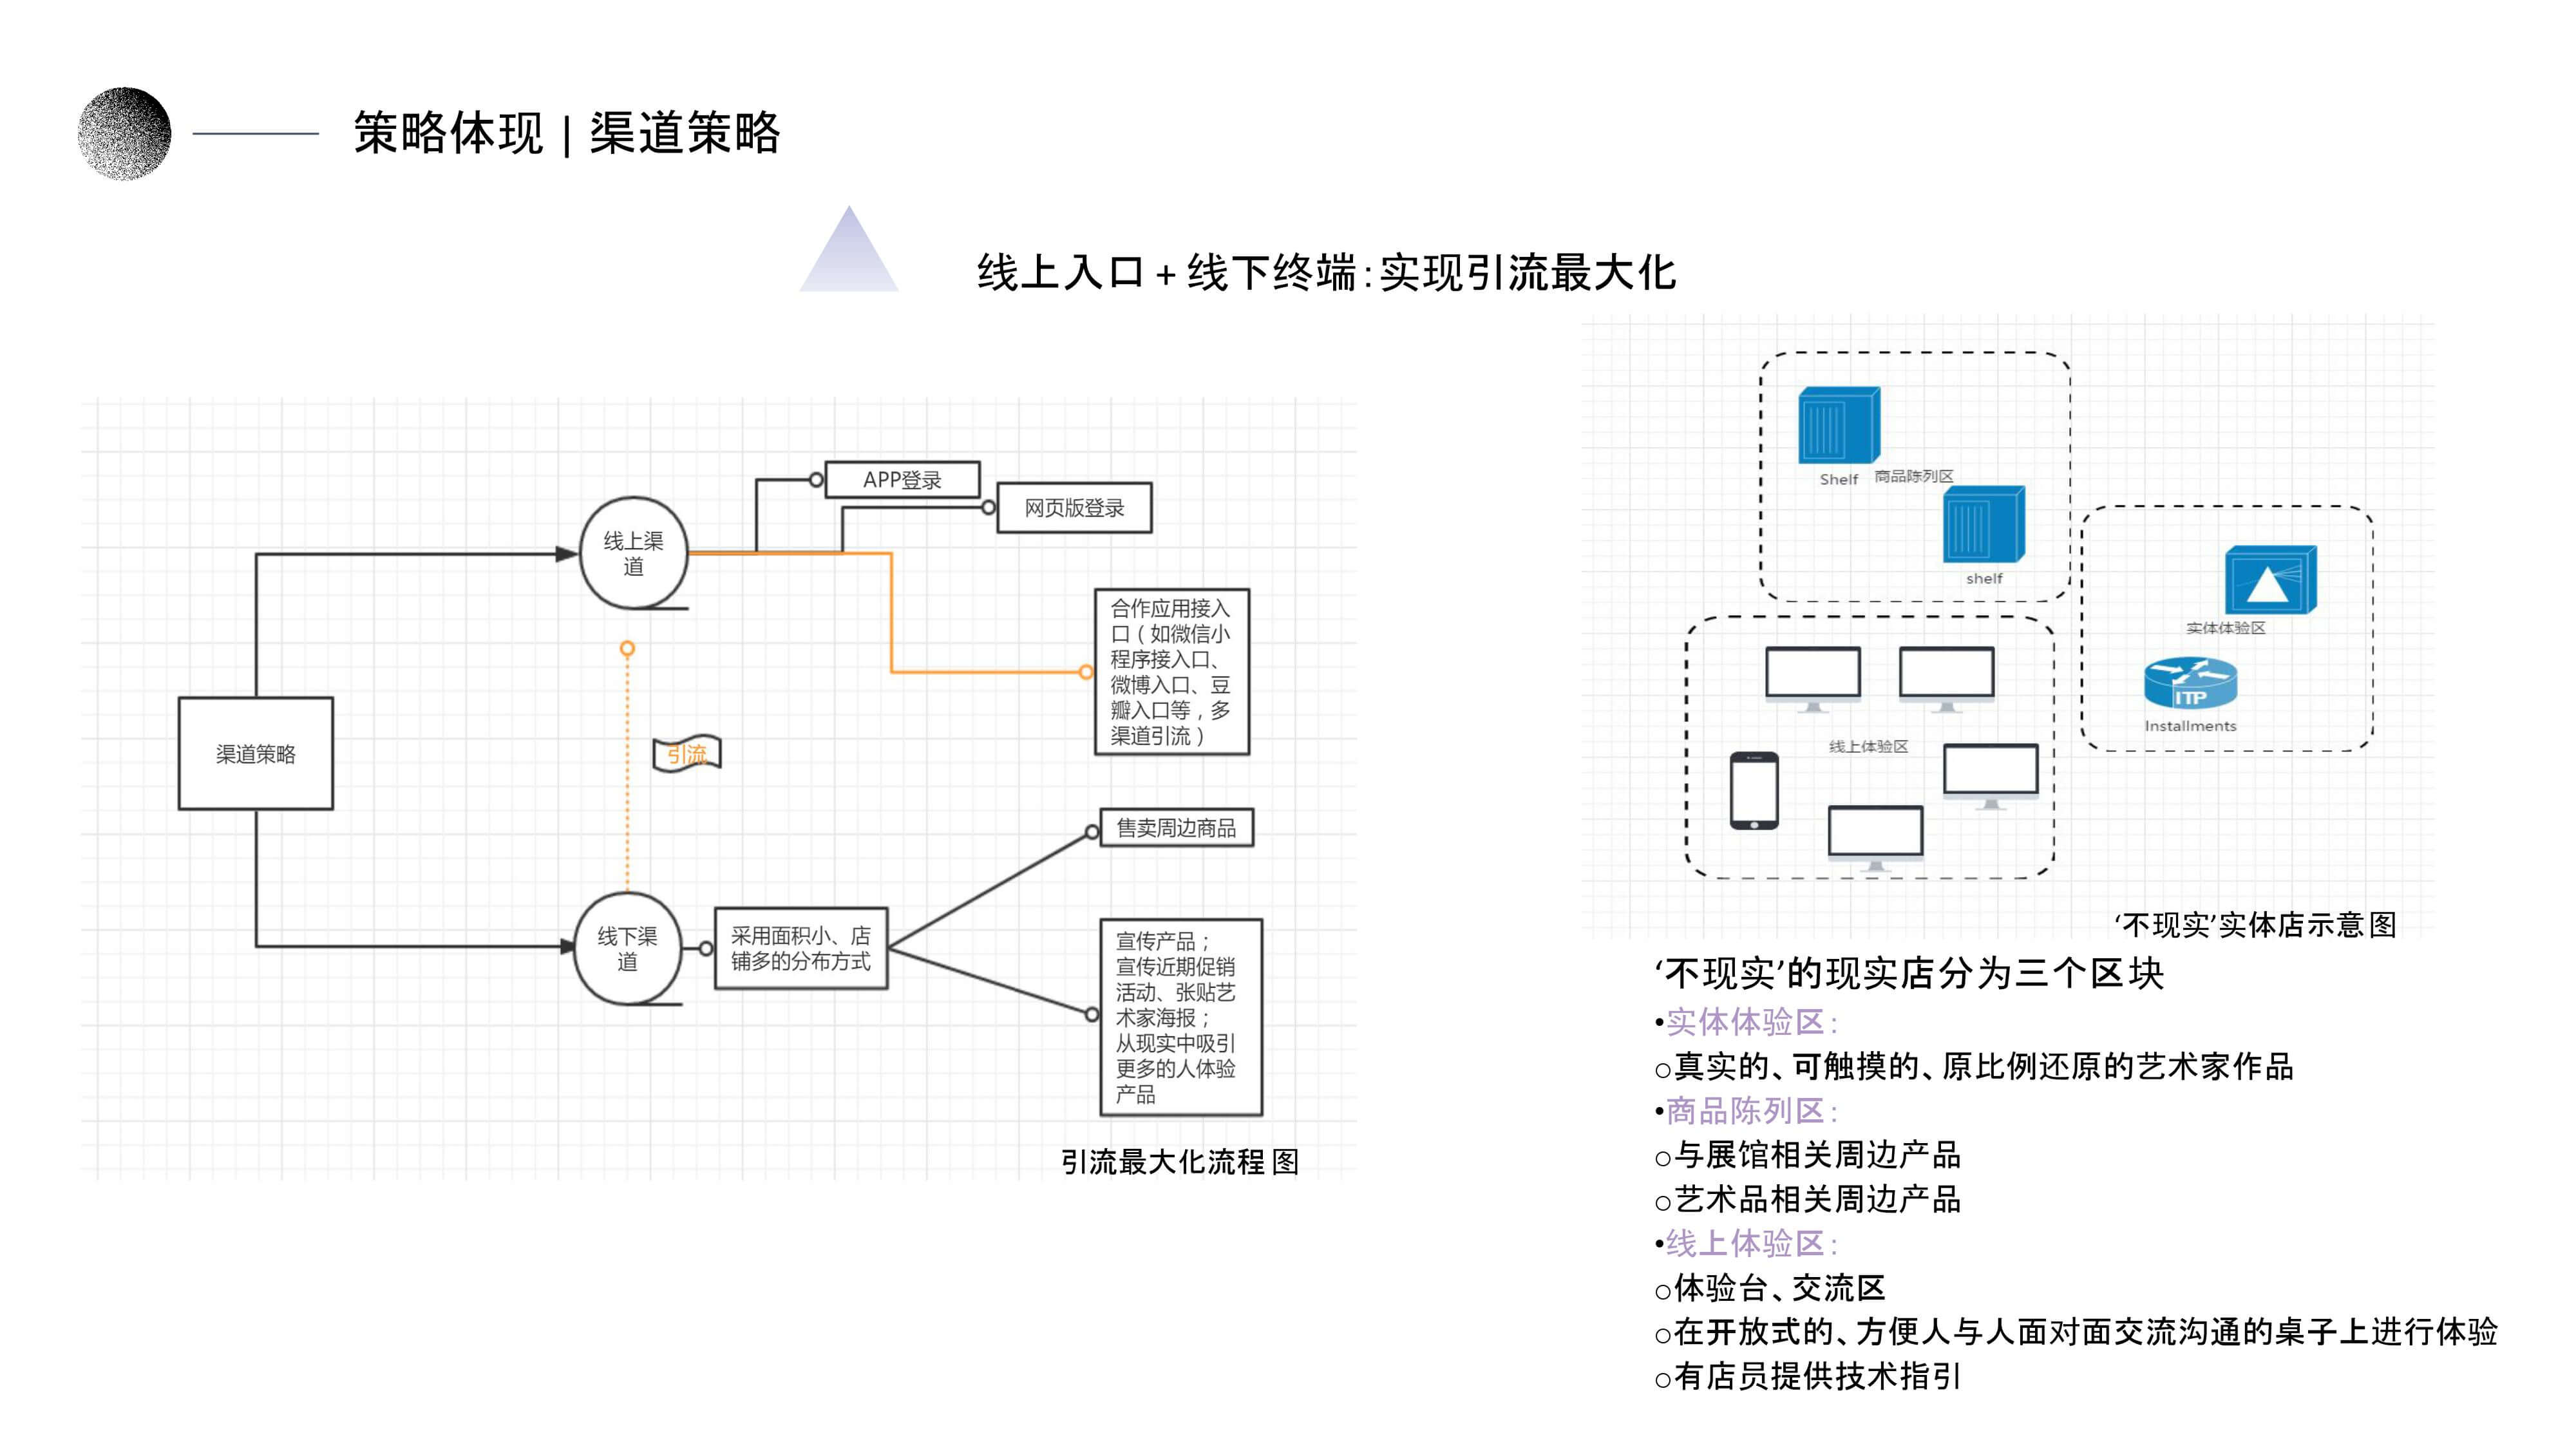 策略体现 | 渠道策略
线上入口+线下终端:实现引流最大化
APP登录
网页版登录
线上渠
道
合作应用接入
口（如微信小
程序接入口、
微博入口、豆
瓣入口等，多
渠道引流）
渠道策略
引流
售卖周边商品
线下渠
道
采用面积小、店
铺多的分布方式
宣传产品；
宣传近期促销
活动、张贴艺
术家海报；
从现实中吸引
更多的人体验
产品
引流最大化流程图
Shelf
商品陈列区
shelf
实体体验区
ITP
Installments
线上体验区
‘不现实’实体店示意图
‘不现实’的现实店分为三个区块
•实体体验区:
○真实的、可触摸的、原比例还原的艺术家作品
•商品陈列区:
○与展馆相关周边产品
○艺术品相关周边产品
•线上体验区:
○体验台、交流区
○在开放式的、方便人与人面对面交流沟通的桌子上进行体验
○有店员提供技术指引